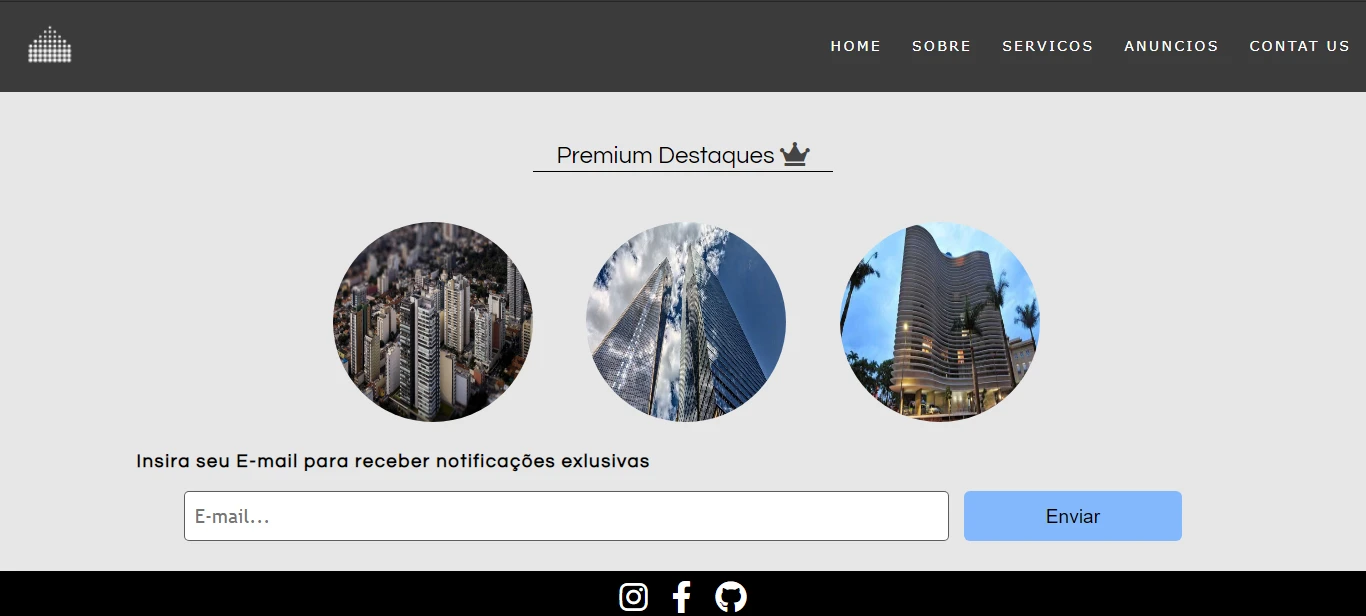 HOME SOBRE SERVICOS ANUNCIOS CONTAT US
Premium Destaques
Insira seu E-mail para receber notificações exlusivas
E-mail... Enviar